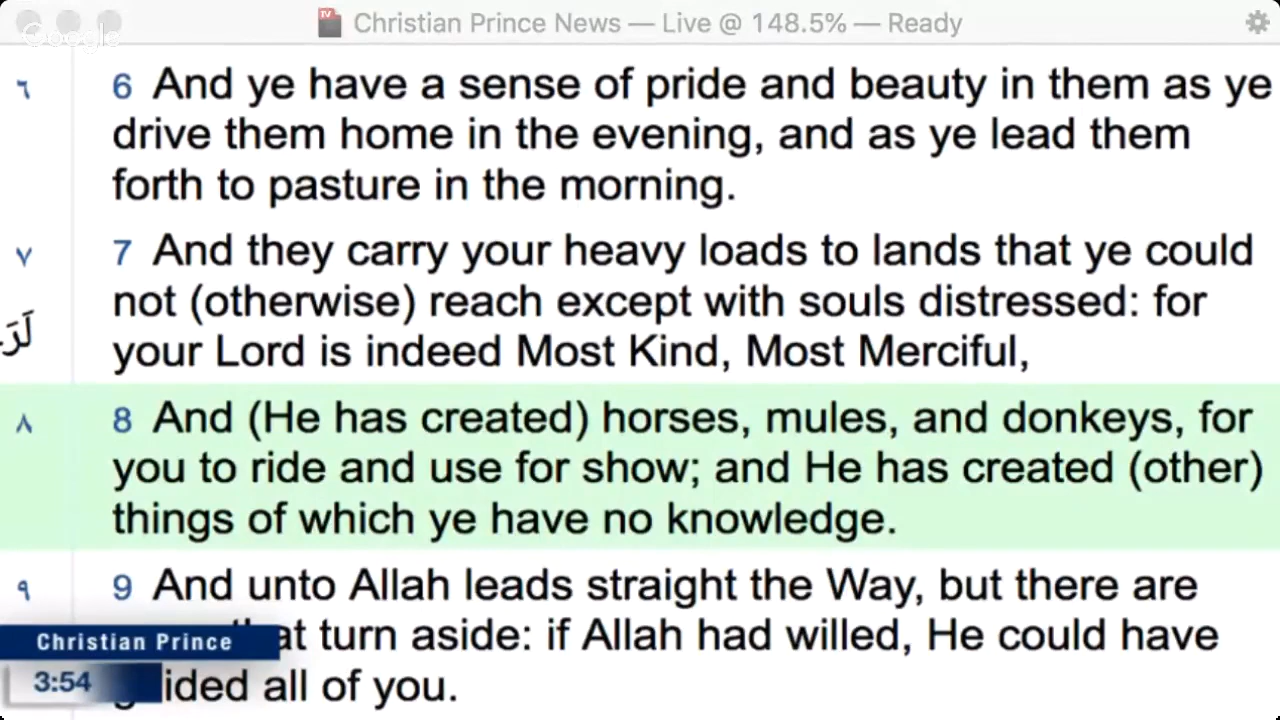 Christian Prince News — Live @ 148.5% — Ready
Google
٦ 6 And ye have a sense of pride and beauty in them as ye
drive them home in the evening, and as ye lead them
forth to pasture in the morning.
٧ 7 And they carry your heavy loads to lands that ye could
not (otherwise) reach except with souls distressed: for
your Lord is indeed Most Kind, Most Merciful,
٨ 8 And (He has created) horses, mules, and donkeys, for
you to ride and use for show; and He has created (other)
things of which ye have no knowledge.
٩ 9 And unto Allah leads straight the Way, but there are
turn aside: if Allah had willed, He could have
all of you.
Christian Prince
3:54